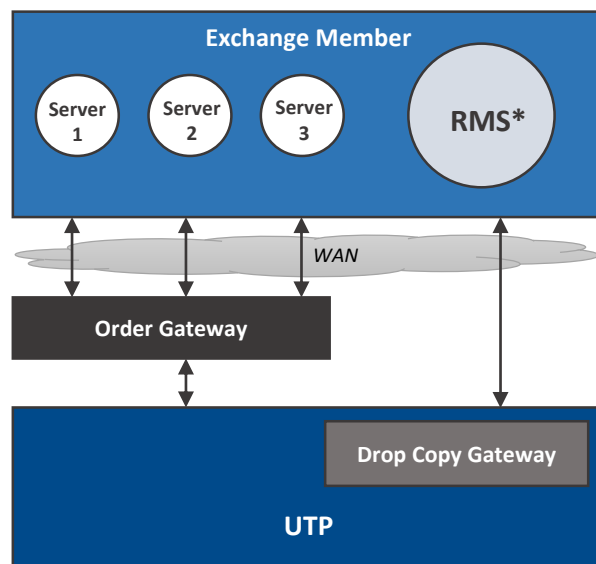 Exchange Member
Server
1
Server
2
Server
3
RMS*
WAN
Order Gateway
Drop Copy Gateway
UTP